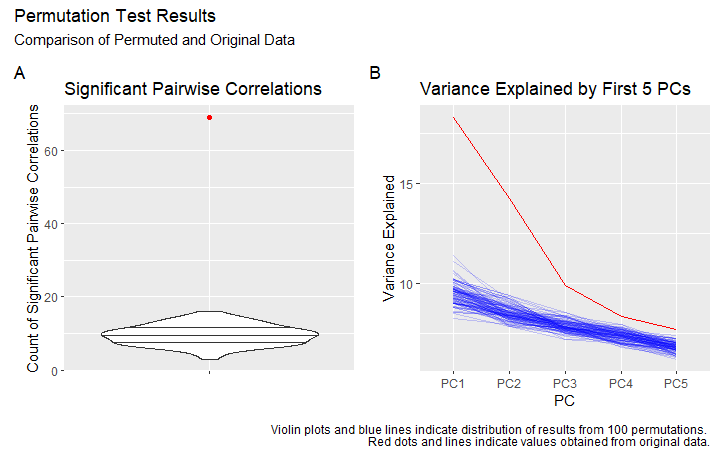 Permutation Test Results
Comparison of Permuted and Original Data
A
Significant Pairwise Correlations
Count of Significant Pairwise Correlations
60
40
20
0
B
Variance Explained by First 5 PCs
Variance Explained
15
10
PC1 PC2 PC3 PC4 PC5
PC
Violin plots and blue lines indicate distribution of results from 100 permutations.
Red dots and lines indicate values obtained from original data.